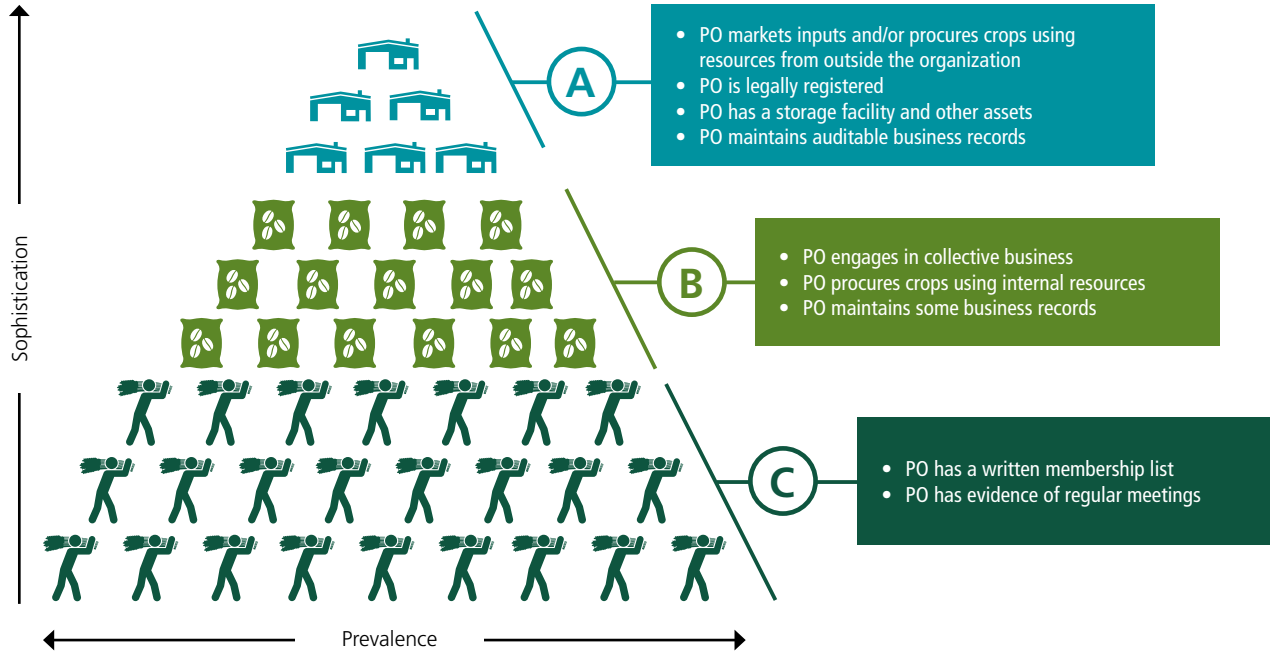 A
• PO markets inputs and/or procures crops using
resources from outside the organization
• PO is legally registered
• PO has a storage facility and other assets
• PO maintains auditable business records
Sophistication
B
• PO engages in collective business
• PO procures crops using internal resources
• PO maintains some business records
C
• PO has a written membership list
• PO has evidence of regular meetings
Prevalence